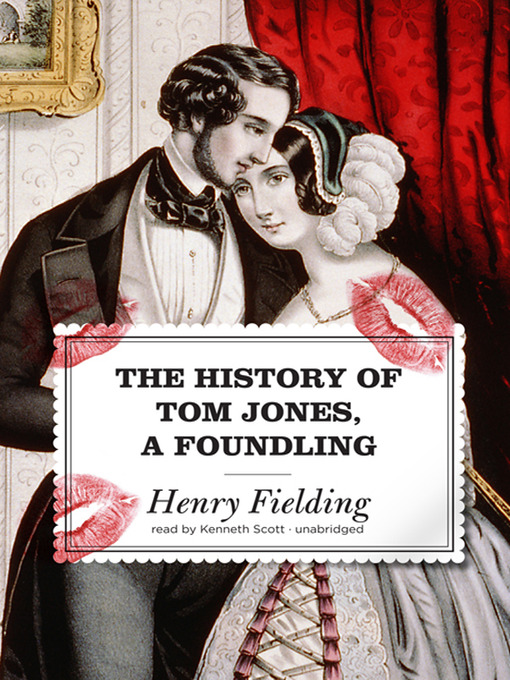 THE HISTORY OF
TOM JONES,
A FOUNDLING
Henry Fielding
read by Kenneth Scott · unabridged